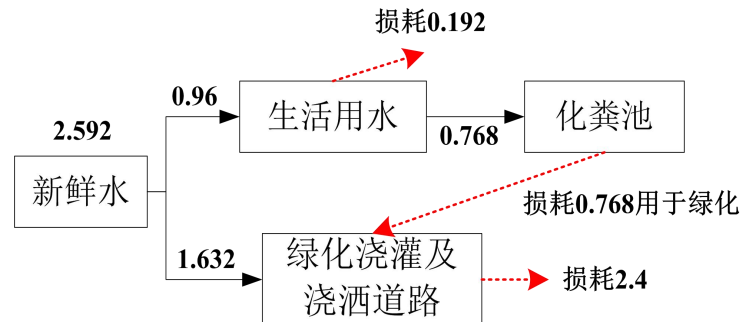 损耗0.192
0.96
生活用水
化粪池
2.592
0.768
新鲜水
损耗0.768用于绿化
1.632
绿化浇灌及
浇洒道路
损耗2.4